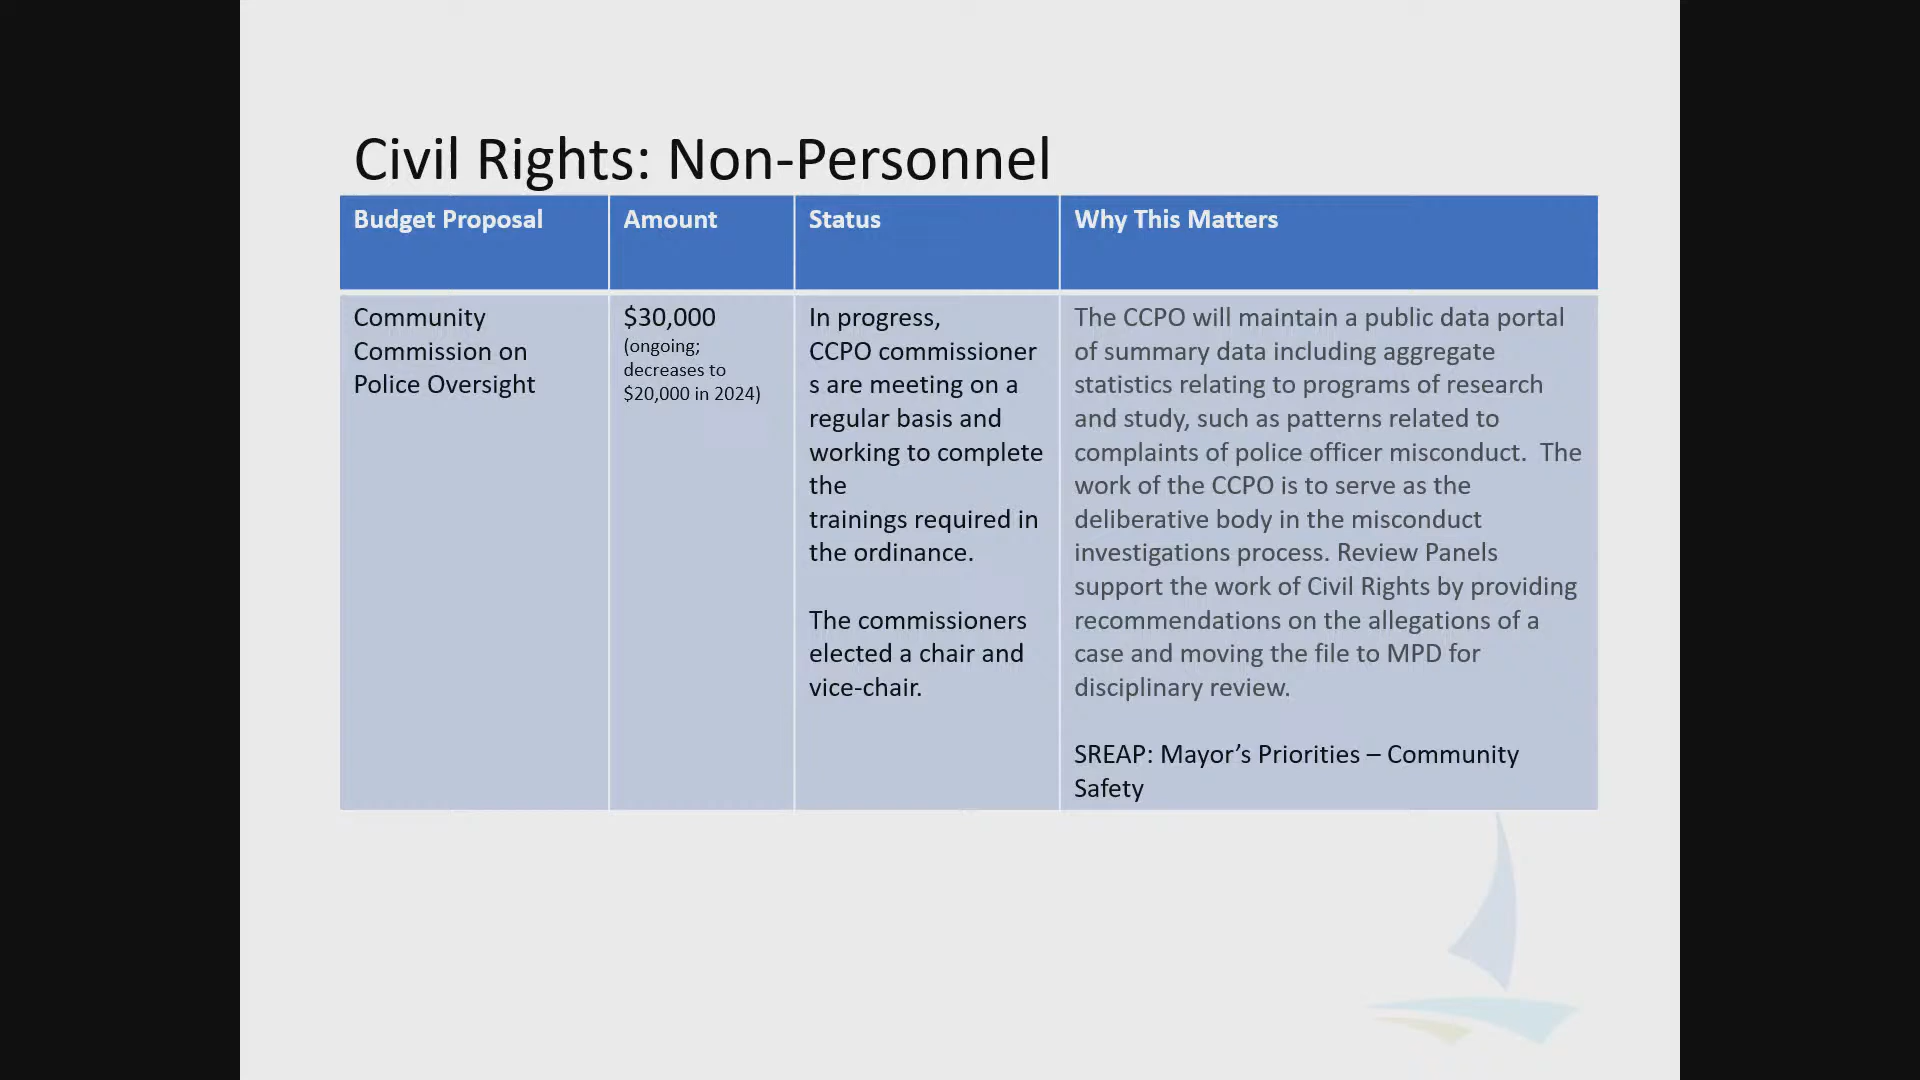 Civil Rights: Non-Personnel
Budget Proposal
Amount
Status
Why This Matters
Community
Commission on
Police Oversight
$30,000
(ongoing;
decreases to
$20,000 in 2024)
In progress,
CCPO commissioner
s are meeting on a
regular basis and
working to complete
the
trainings required in
the ordinance.
The commissioners
elected a chair and
vice-chair.
The CCPO will maintain a public data portal
of summary data including aggregate
statistics relating to programs of research
and study, such as patterns related to
complaints of police officer misconduct.  The
work of the CCPO is to serve as the
deliberative body in the misconduct
investigations process. Review Panels
support the work of Civil Rights by providing
recommendations on the allegations of a
case and moving the file to MPD for
disciplinary review.
SREAP: Mayor’s Priorities – Community
Safety